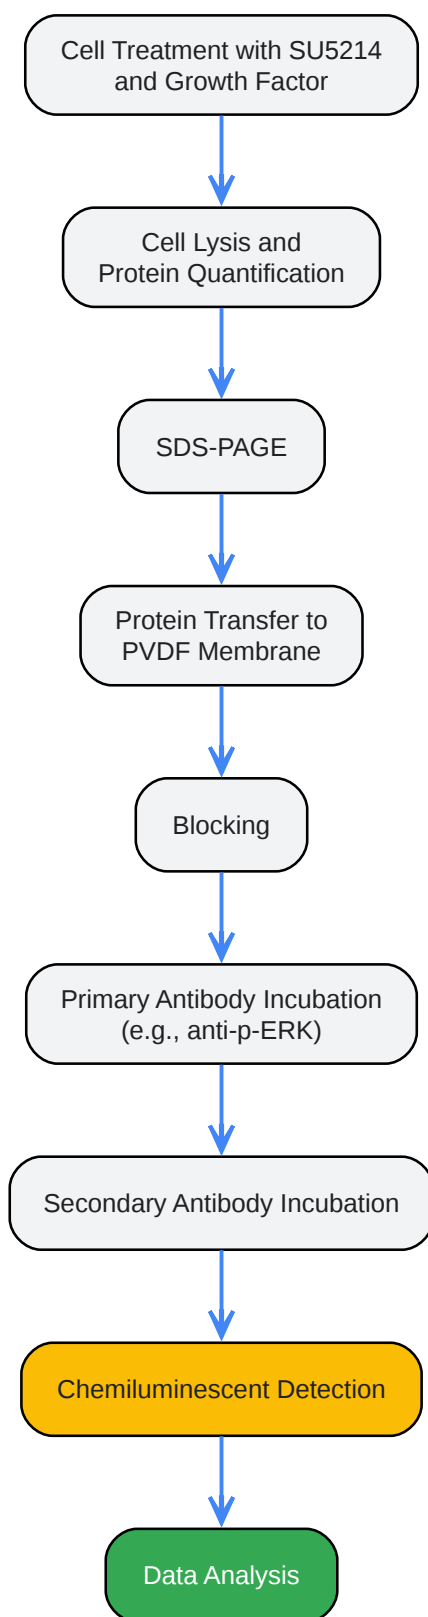 Cell Treatment with SU5214
and Growth Factor
Cell Lysis and
Protein Quantification
SDS-PAGE
Protein Transfer to
PVDF Membrane
Blocking
Primary Antibody Incubation
(e.g., anti-p-ERK)
Secondary Antibody Incubation
Chemiluminescent Detection
Data Analysis